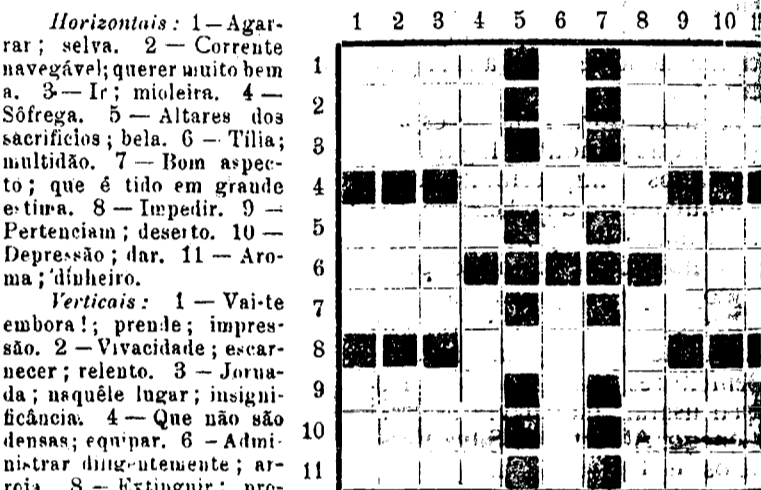 Horizontais: 1—Agar-
rar; selva. 2 — Corrente
navegável; querer muito bem
a. 3 — Ir; mioleira. 4 —
Sôfrega. 5 — Altares dos
sacrifícios; bela. 6 — Tília;
multidão. 7 — Bom aspec-
to; que é tido em grande
estima. 8 — Impedir. 9 —
Pertenciam; deserto. 10 —
Depressão; dar. 11 — Aro-
ma; dinheiro.
Verticais: 1 — Vai-te
embora!; prende; impres-
são. 2 — Vivacidade; escar-
necer; relento. 3 — Jorna-
da; naquêle lugar; insigni-
ficância. 4 — Que não são
densas; equipar. 6 — Admi-
nistrar diligentemente; ar-
roja. 8 — Extinguir; pro-
1 2 3 4 5 6 7 8 9 10
1
2
3
4
5
6
7
8
9
10
11